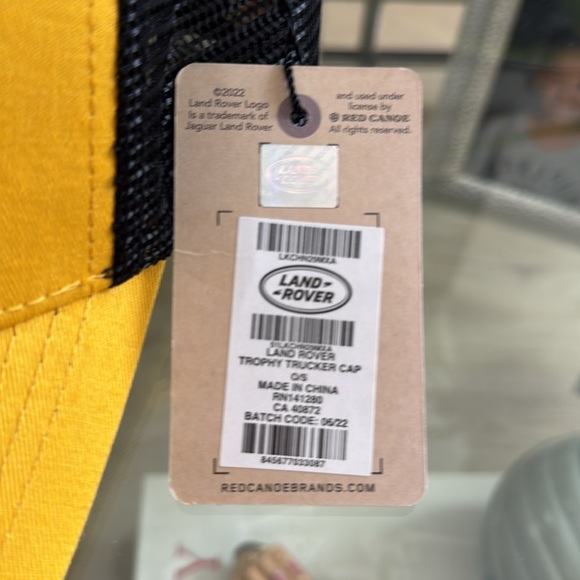 ©2022
Land Rover Logo
is a trademark of
Jaguar Land Rover
and used under
license by
RED CANOE
All rights reserved.
LAND
ROVER
LAND
ROVER
LAND ROVER
TROPHY TRUCKER CAP
O/S
MADE IN CHINA
RN141280
CA 40872
BATCH CODE: 06/22
845677033087
REDCANOEBRANDS.COM